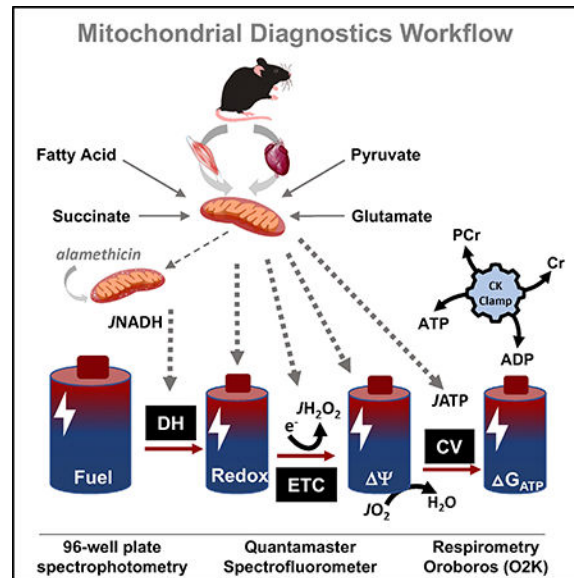 Mitochondrial Diagnostics Workflow
Fatty Acid
Pyruvate
Succinate
Glutamate
alamethicin
JNADH
PCr
Cr
CK
Clamp
ATP
ADP
DH
JH₂O₂
e⁻
ETC
JATP
CV
Fuel
Redox
ΔΨ
ΔG_ATP
JO₂
H₂O
96-well plate
spectrophotometry
Quantamaster
Spectrofluorometer
Respirometry
Oroboros (O2K)